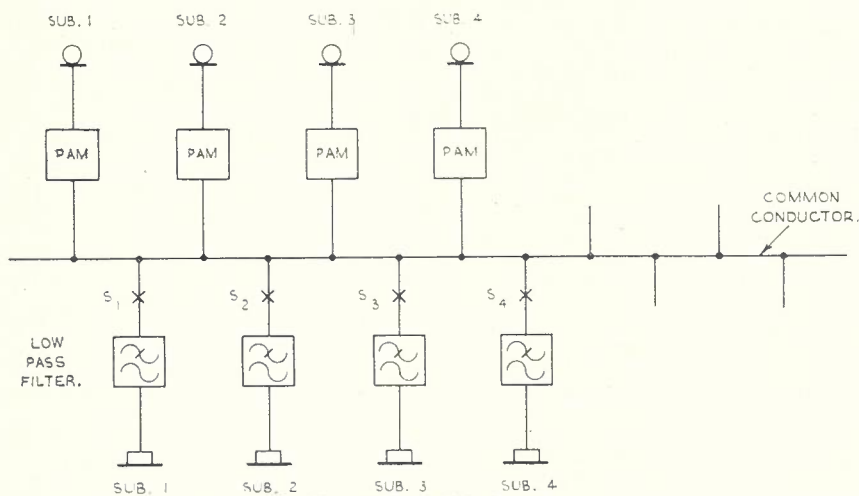 SUB. 1 SUB. 2 SUB. 3 SUB. 4
PAM PAM PAM PAM
COMMON
CONDUCTOR.
S1 S2 S3 S4
LOW
PASS
FILTER.
SUB. 1 SUB. 2 SUB. 3 SUB. 4